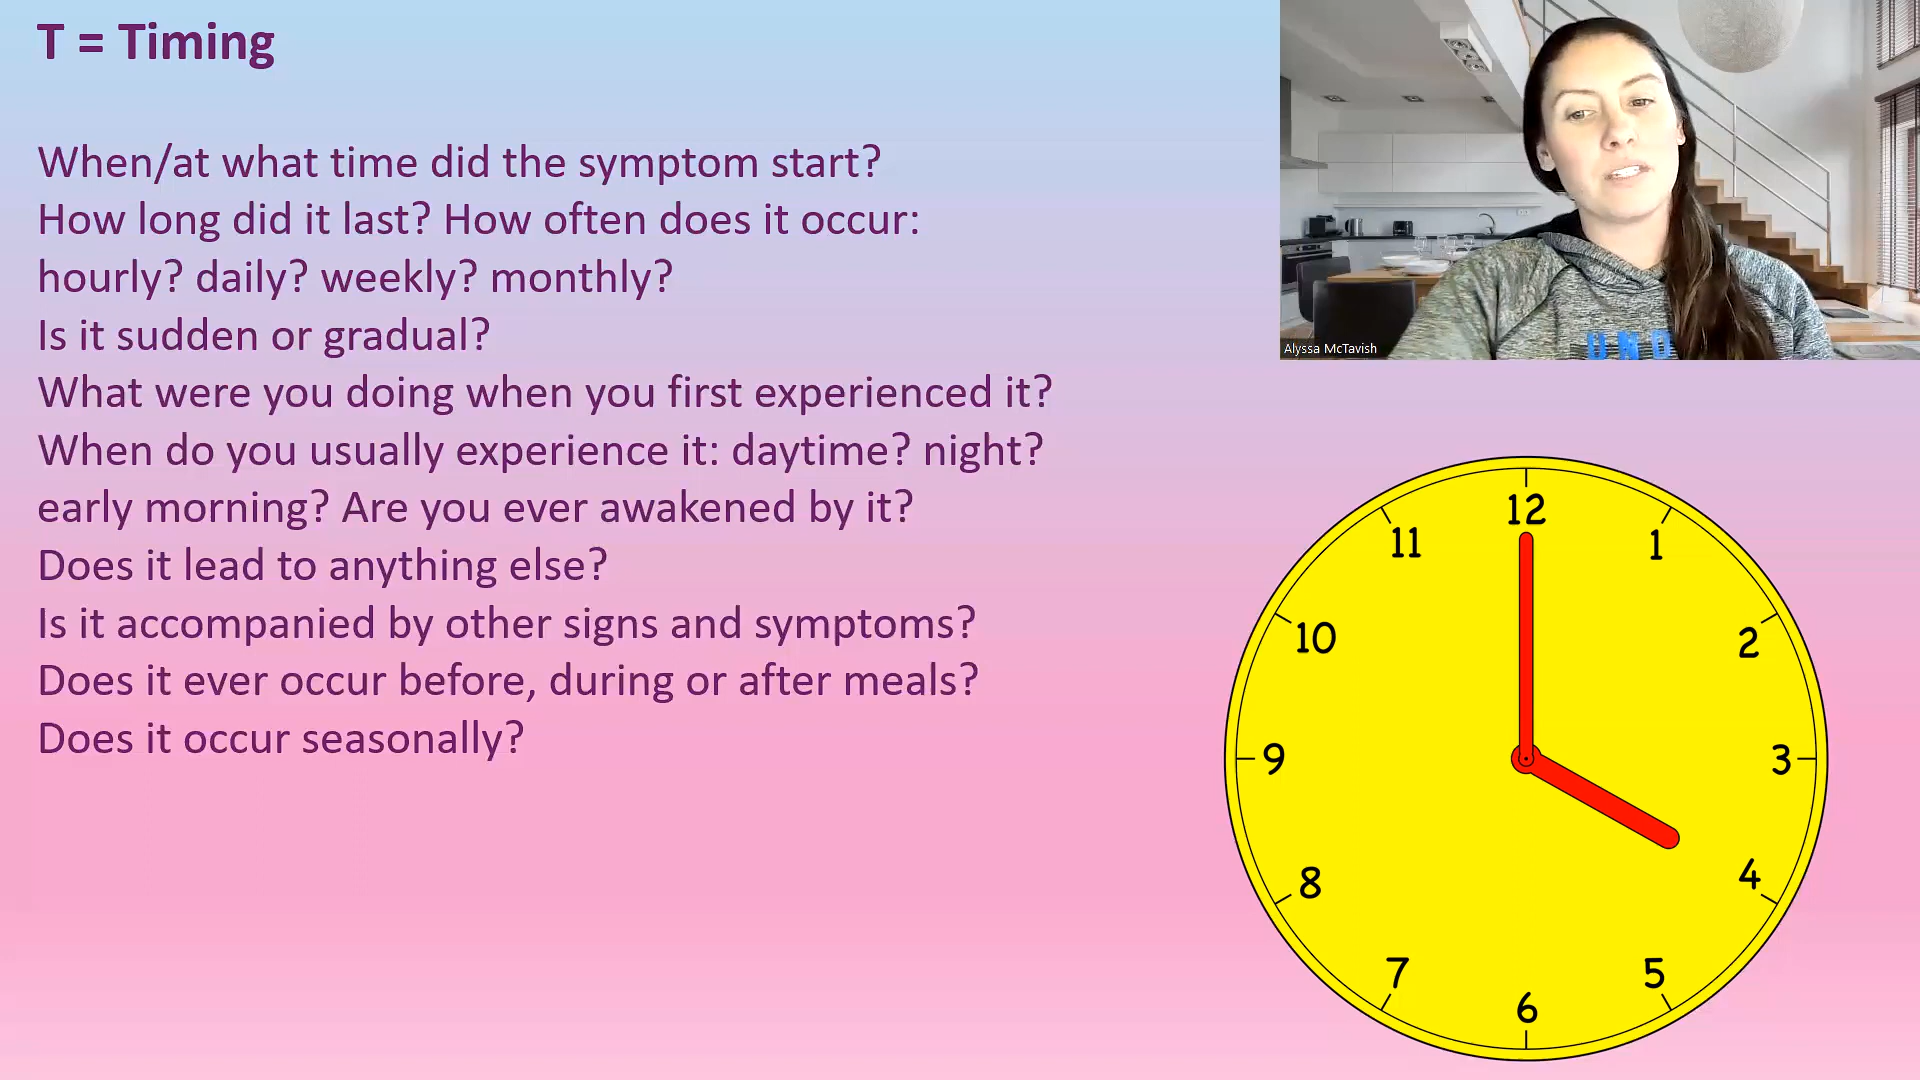 T = Timing
When/at what time did the symptom start?
How long did it last? How often does it occur:
hourly? daily? weekly? monthly?
Is it sudden or gradual?
What were you doing when you first experienced it?
When do you usually experience it: daytime? night?
early morning? Are you ever awakened by it?
Does it lead to anything else?
Is it accompanied by other signs and symptoms?
Does it ever occur before, during or after meals?
Does it occur seasonally?
UND
Alyssa McTavish
12
1
2
3
4
5
6
7
8
9
10
11